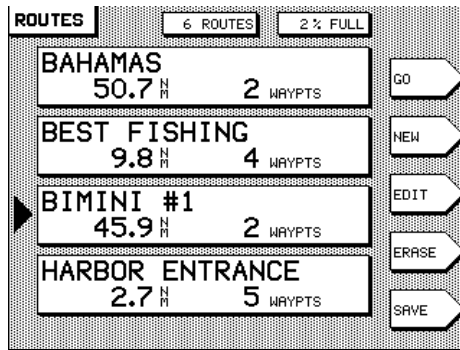 ROUTES
6 ROUTES
2% FULL
BAHAMAS
50.7 NM 2 WAYPTS
GO
BEST FISHING
9.8 NM 4 WAYPTS
NEW
BIMINI #1
45.9 NM 2 WAYPTS
EDIT
HARBOR ENTRANCE
2.7 NM 5 WAYPTS
ERASE
SAVE